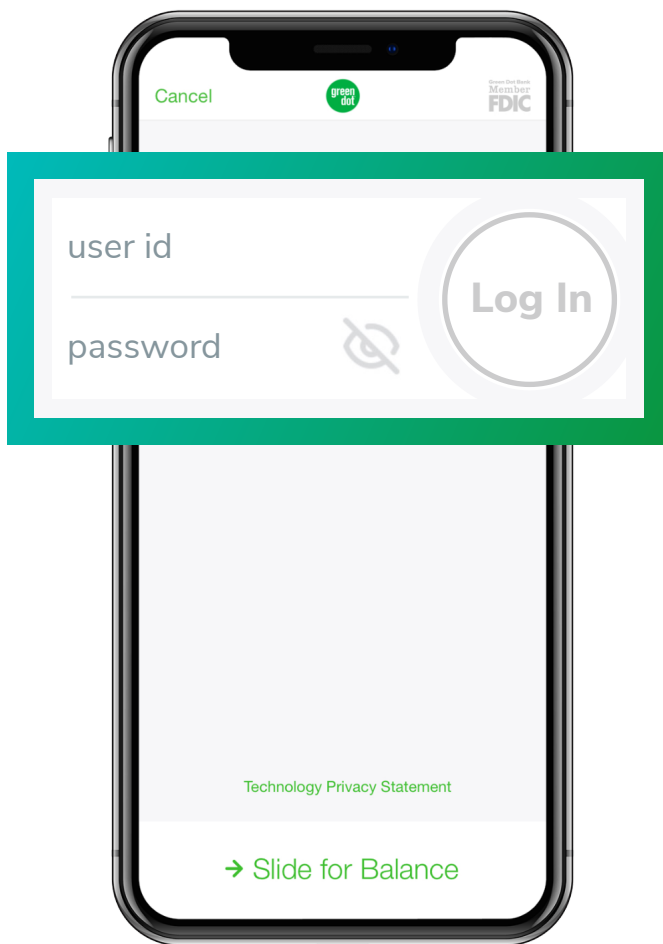 Cancel
green
dot
Green Dot Bank
Member
FDIC
user id
password
Log In
Technology Privacy Statement
→ Slide for Balance